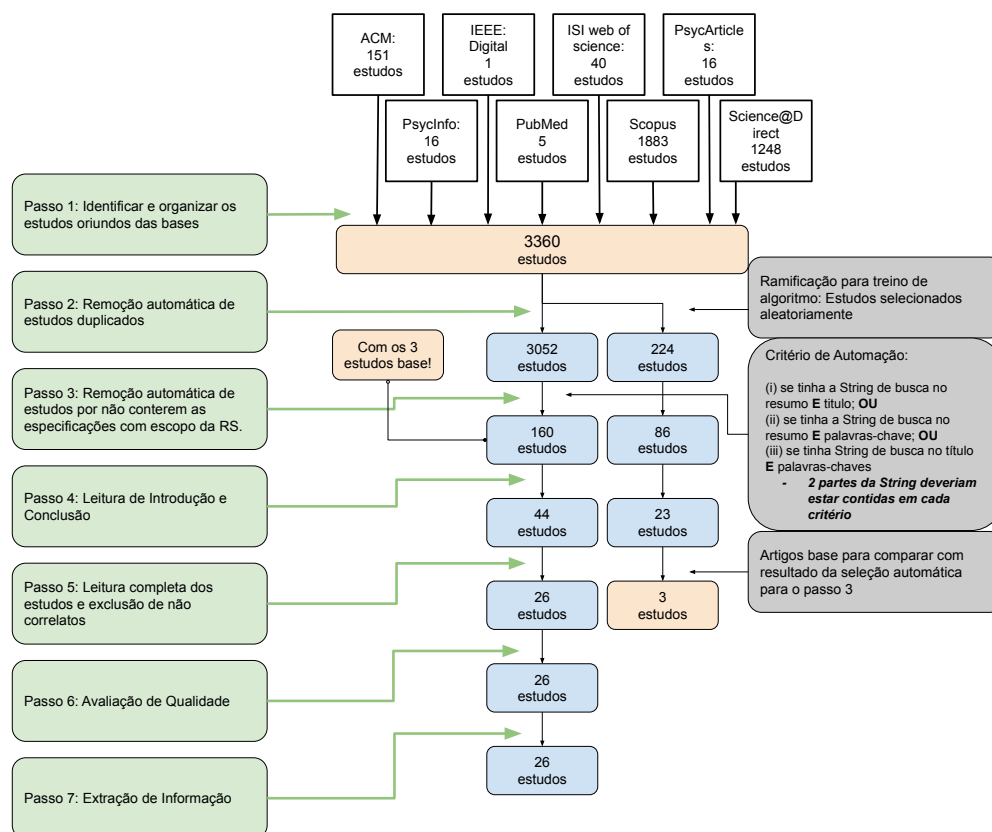 ACM:
151
estudos
IEEE:
Digital
1
estudos
ISI web of
science:
40
estudos
PsycArticle
s:
16
estudos
PsycInfo:
16
estudos
PubMed
5
estudos
Scopus
1883
estudos
Science@D
irect
1248
estudos
Passo 1: Identificar e organizar os
estudos oriundos das bases
3360
estudos
Passo 2: Remoção automática de
estudos duplicados
Ramificação para treino de
algoritmo: Estudos selecionados
aleatoriamente
Com os 3
estudos base!
3052
estudos
224
estudos
Critério de Automação:
(i) se tinha a String de busca no
resumo E titulo; OU
(ii) se tinha a String de busca no
resumo E palavras-chave; OU
(iii) se tinha String de busca no título
E palavras-chaves
- 2 partes da String deveriam
estar contidas em cada
critério
Passo 3: Remoção automática de
estudos por não conterem as
especificações com escopo da RS.
160
estudos
86
estudos
Passo 4: Leitura de Introdução e
Conclusão
44
estudos
23
estudos
Artigos base para comparar com
resultado da seleção automática
para o passo 3
Passo 5: Leitura completa dos
estudos e exclusão de não
correlatos
26
estudos
3
estudos
Passo 6: Avaliação de Qualidade
26
estudos
Passo 7: Extração de Informação
26
estudos